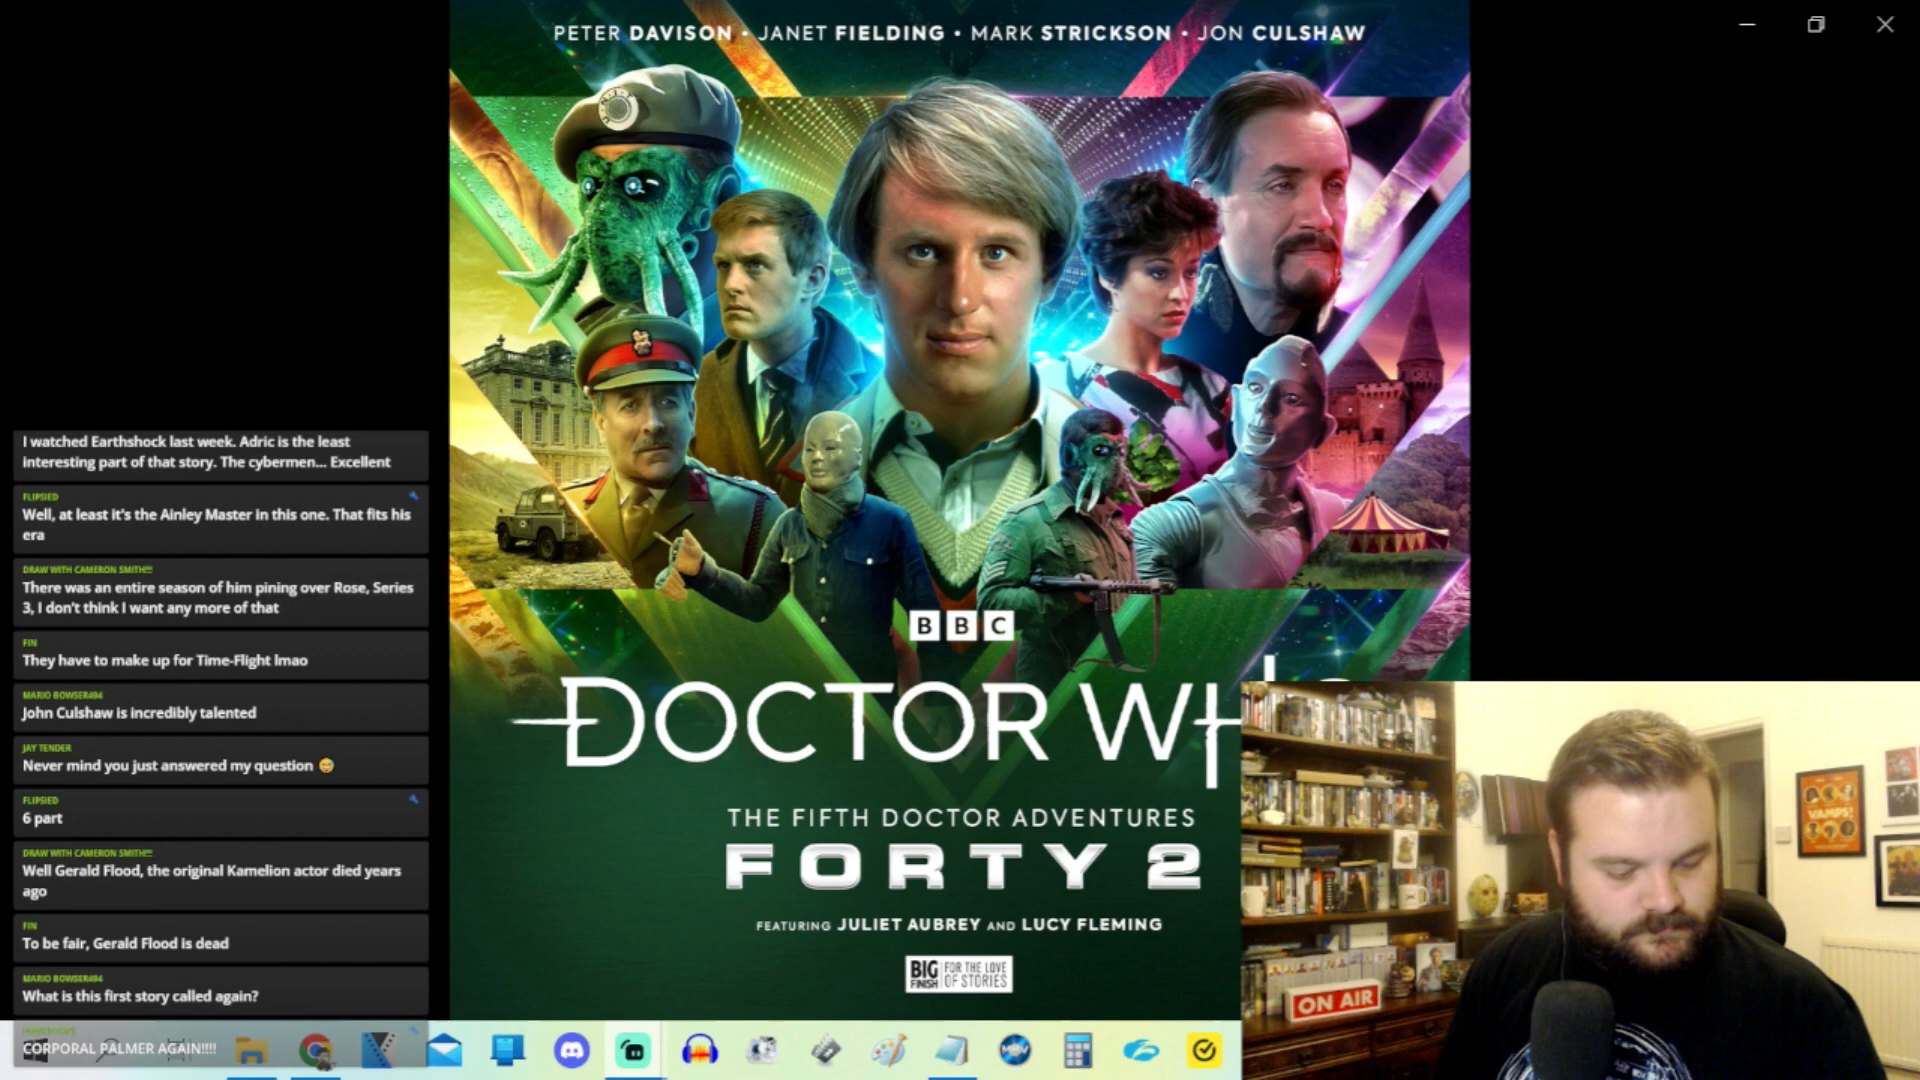 PETER DAVISON • JANET FIELDING • MARK STRICKSON • JON CULSHAW
I watched Earthshock last week. Adric is the least
interesting part of that story. The cybermen... Excellent
FLIPSIED
Well, at least it's the Ainley Master in this one. That fits his
era
DRAW WITH CAMERON SMITH!!!
There was an entire season of him pining over Rose, Series
3, I don't think I want any more of that
FIN
They have to make up for Time-Flight lmao
MARIO BOWSER494
John Culshaw is incredibly talented
JAY TENDER
Never mind you just answered my question 😅
FLIPSIED
6 part
DRAW WITH CAMERON SMITH!!!
Well Gerald Flood, the original Kamelion actor died years
ago
FIN
To be fair, Gerald Flood is dead
MARIO BOWSER494
What is this first story called again?
CORPORAL PALMER AGAIN!!!!
BBC
DOCTOR WH
THE FIFTH DOCTOR ADVENTURES
FORTY 2
FEATURING JULIET AUBREY AND LUCY FLEMING
BIG FINISH
FOR THE LOVE
OF STORIES
VAMPS!
ON AIR